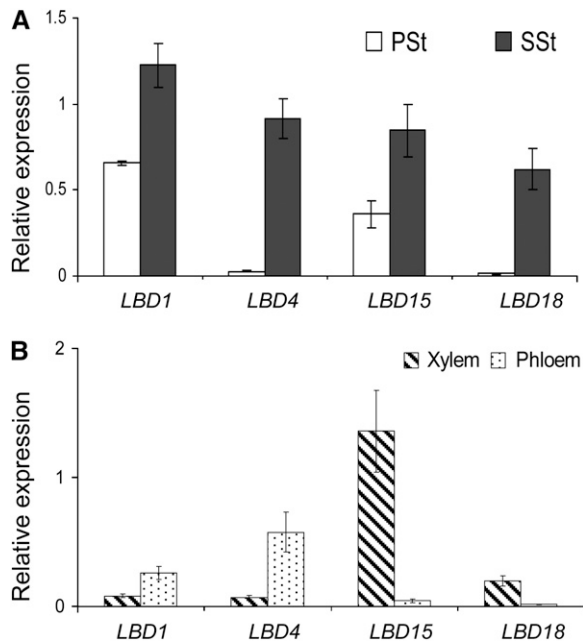 A
Relative expression
1.5
1
0.5
0
PSt
SSt
LBD1 LBD4 LBD15 LBD18
B
Relative expression
2
1
0
Xylem
Phloem
LBD1 LBD4 LBD15 LBD18